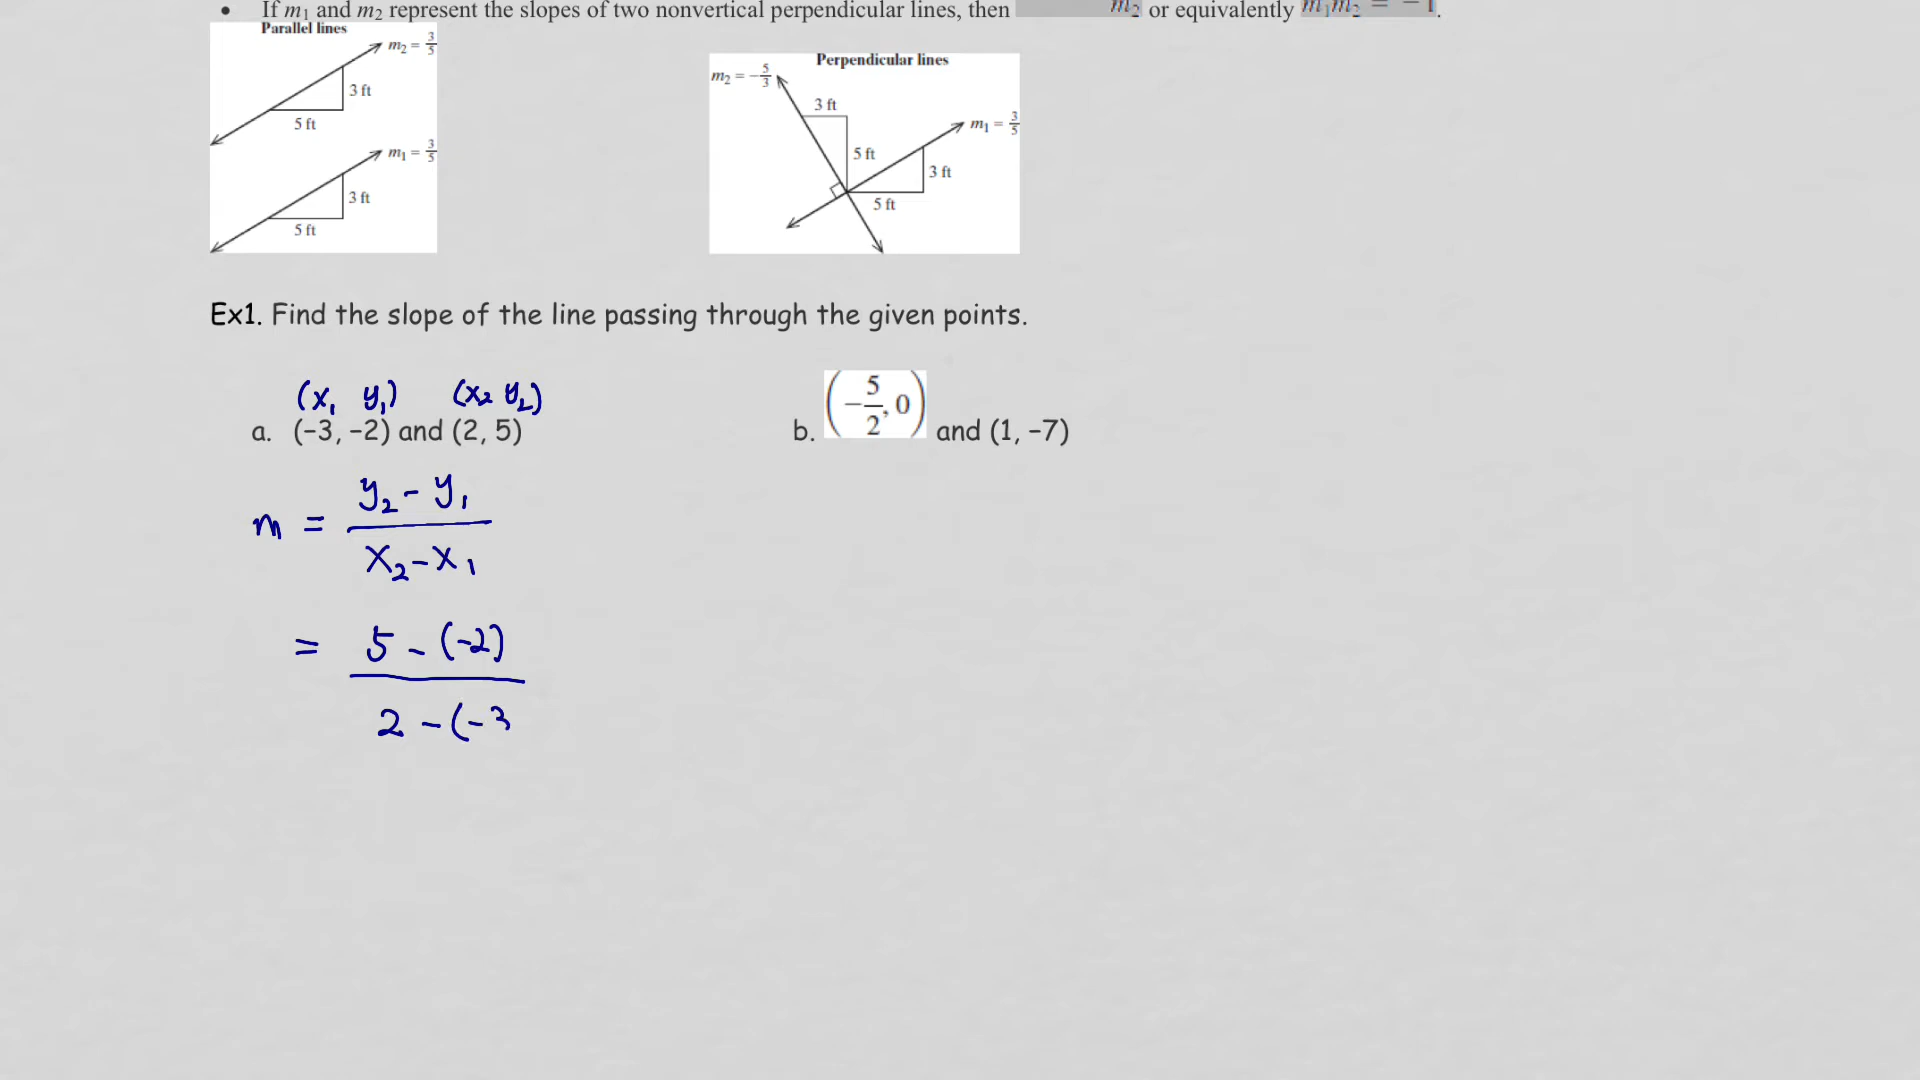 • If m₁ and m₂ represent the slopes of two nonvertical perpendicular lines, then m₂ or equivalently m₁m₂ = −1.
Parallel lines
m₂ = 3/5
3 ft
5 ft
m₁ = 3/5
3 ft
5 ft
Perpendicular lines
m₂ = −5/3
3 ft
m₁ = 3/5
5 ft
3 ft
5 ft
Ex1. Find the slope of the line passing through the given points.
(x₁ y₁) (x₂ y₂)
a. (−3, −2) and (2, 5)
b. (−5/2, 0) and (1, −7)
m = y₂ − y₁
x₂ − x₁
= 5 − (−2)
2 − (−3